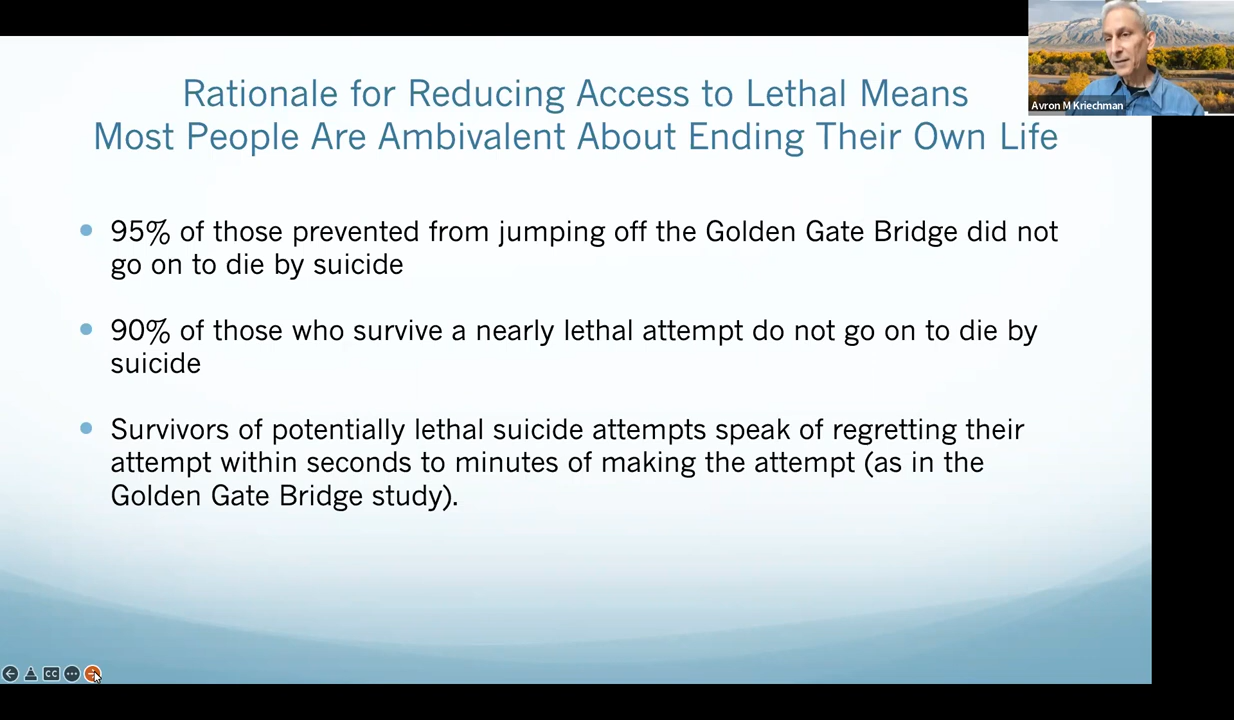 Rationale for Reducing Access to Lethal Means
Most People Are Ambivalent About Ending Their Own Life
Avron M Kriechman
95% of those prevented from jumping off the Golden Gate Bridge did not
go on to die by suicide
90% of those who survive a nearly lethal attempt do not go on to die by
suicide
Survivors of potentially lethal suicide attempts speak of regretting their
attempt within seconds to minutes of making the attempt (as in the
Golden Gate Bridge study).
CC